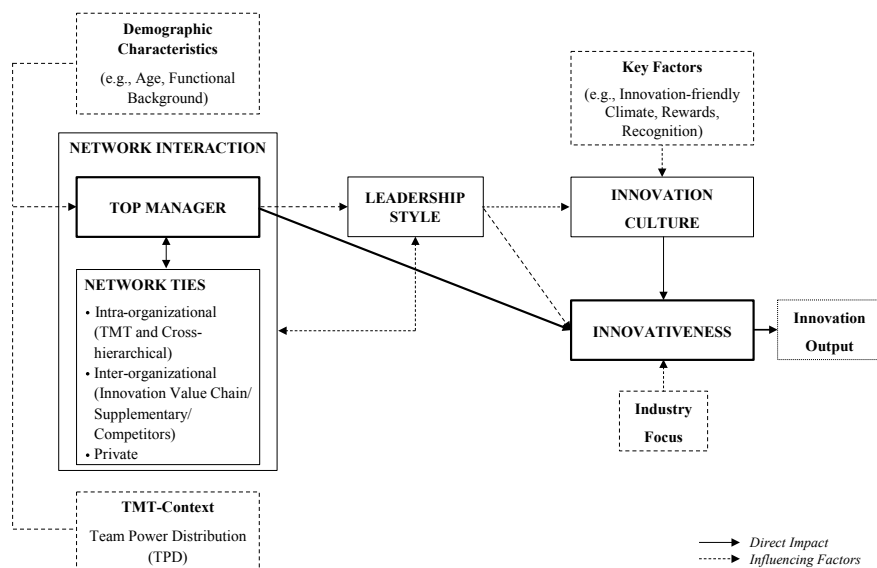 Demographic
Characteristics
(e.g., Age, Functional
Background)
Key Factors
(e.g., Innovation-friendly
Climate, Rewards,
Recognition)
NETWORK INTERACTION
TOP MANAGER
LEADERSHIP
STYLE
INNOVATION
CULTURE
NETWORK TIES
• Intra-organizational
(TMT and Cross-
hierarchical)
• Inter-organizational
(Innovation Value Chain/
Supplementary/
Competitors)
• Private
INNOVATIVENESS
Innovation
Output
Industry
Focus
TMT-Context
Team Power Distribution
(TPD)
Direct Impact
Influencing Factors